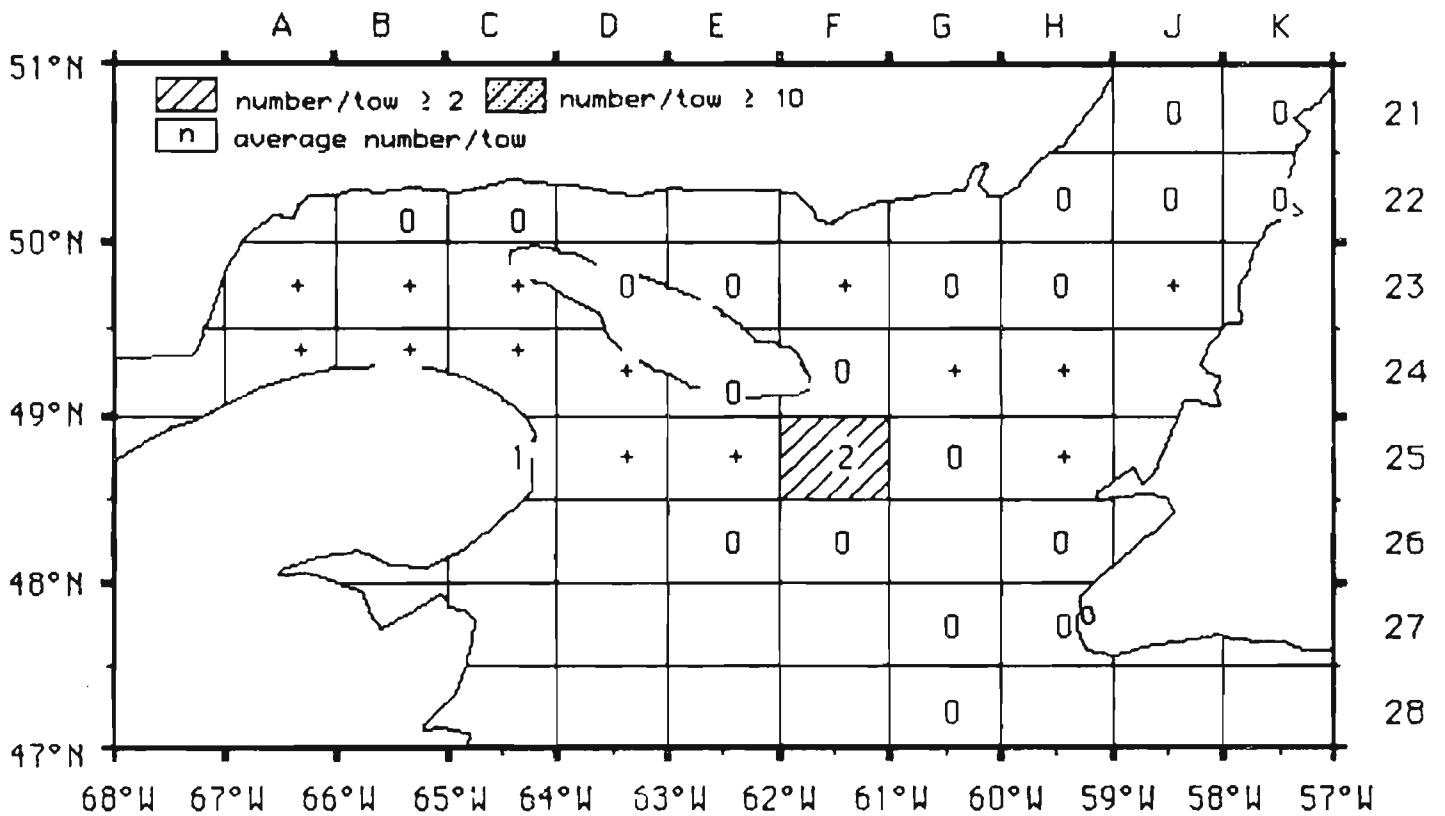 A B C D E F G H J K
51°N
number/tow ≥ 2 number/tow ≥ 10
n average number/tow
0 0 21
0 0 0 0 0 22
50°N
+ + + 0 0 + 0 0 + 23
+ + + + 0 0 + + 24
49°N
1 + + 2 0 + 25
0 0 0 26
48°N
0 0 27
0 28
47°N
68°W 67°W 66°W 65°W 64°W 63°W 62°W 61°W 60°W 59°W 58°W 57°W